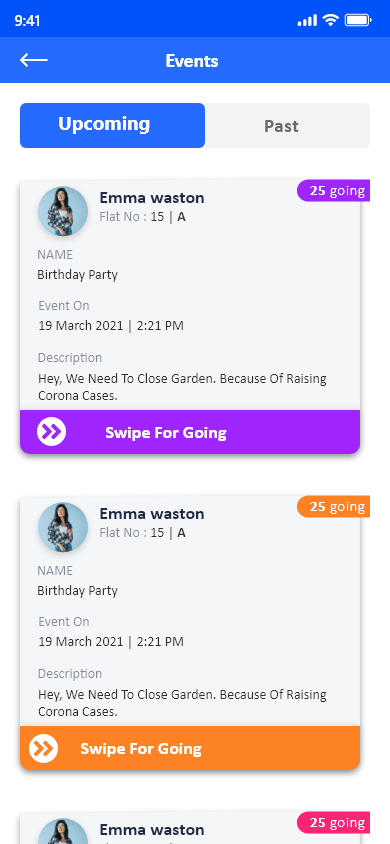 9:41
Events
Upcoming
Past
25 going
Emma waston
Flat No : 15 | A
NAME
Birthday Party
Event On
19 March 2021 | 2:21 PM
Description
Hey, We Need To Close Garden. Because Of Raising
Corona Cases.
Swipe For Going
25 going
Emma waston
Flat No : 15 | A
NAME
Birthday Party
Event On
19 March 2021 | 2:21 PM
Description
Hey, We Need To Close Garden. Because Of Raising
Corona Cases.
Swipe For Going
25 going
Emma waston